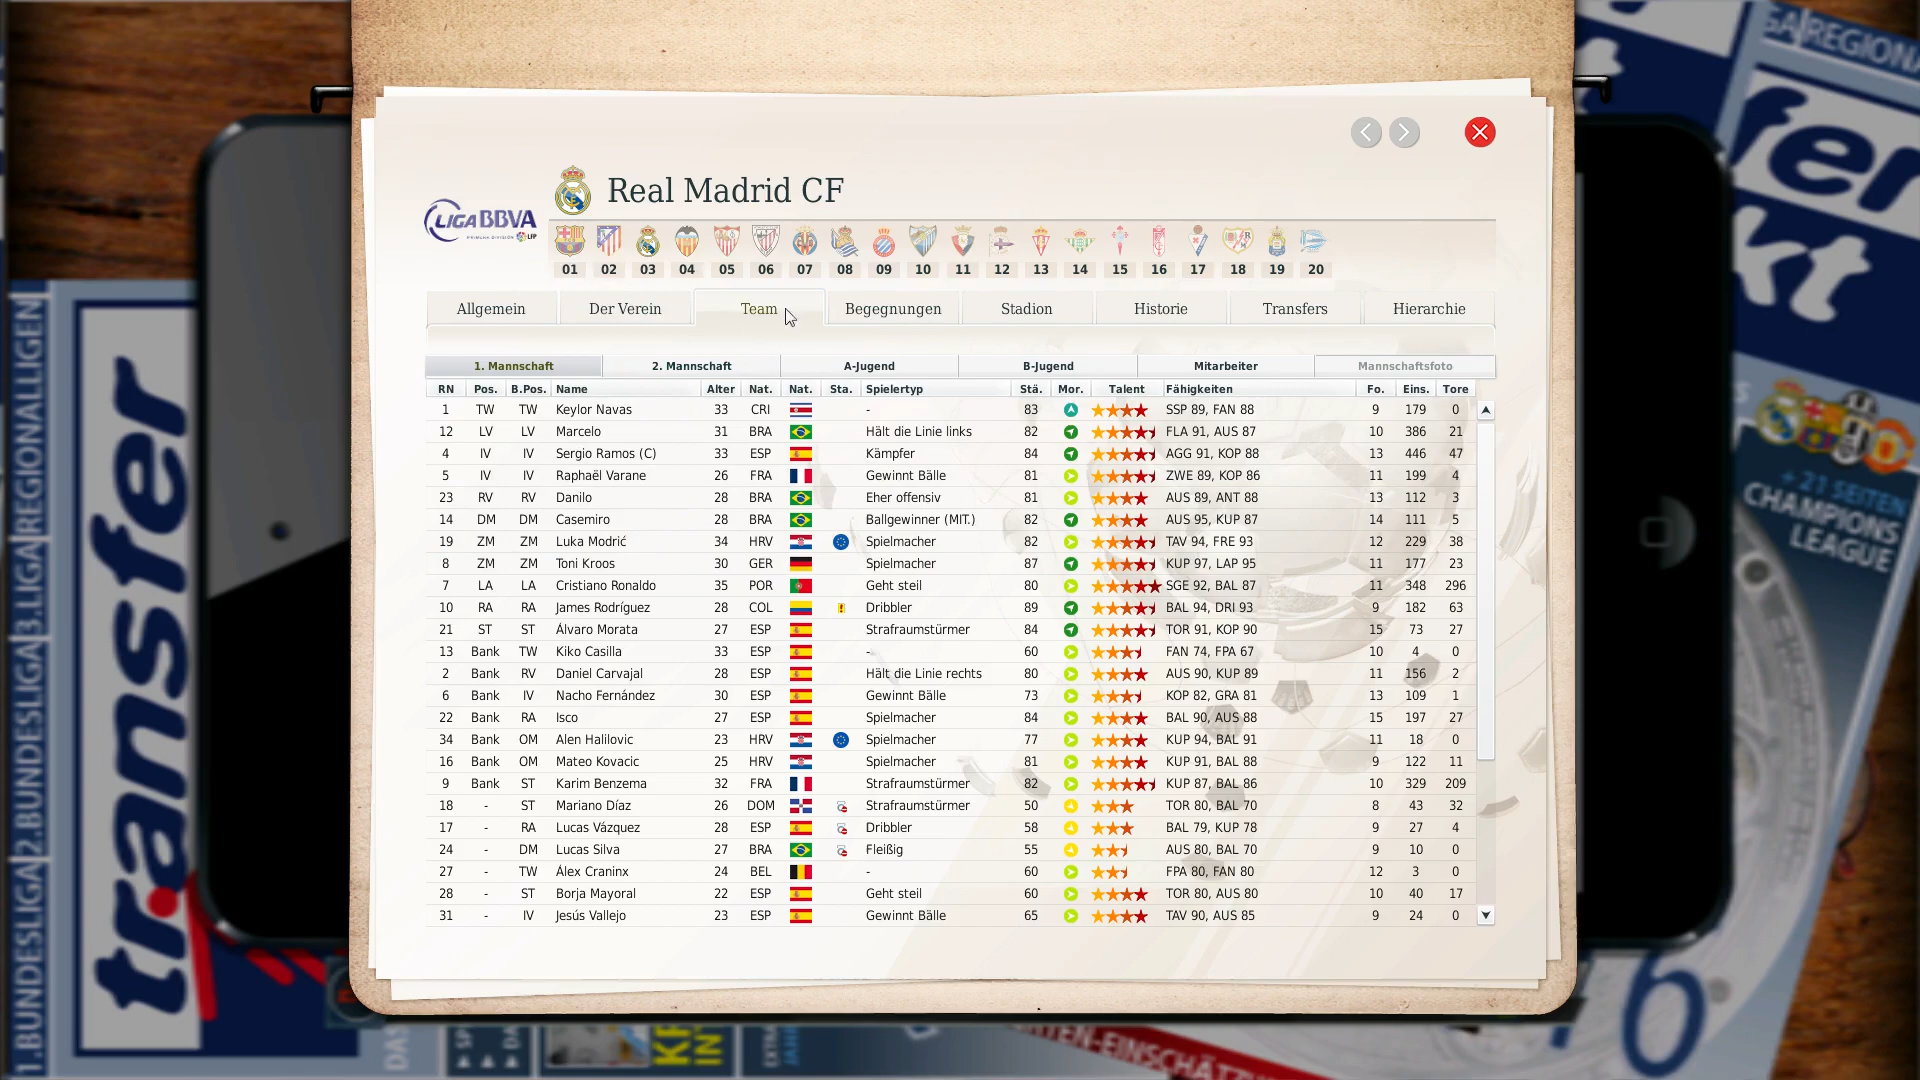 Real Madrid CF
LIGA BBVA
01 02 03 04 05 06 07 08 09 10 11 12 13 14 15 16 17 18 19 20
Allgemein Der Verein Team Begegnungen Stadion Historie Transfers Hierarchie
1. Mannschaft 2. Mannschaft A-Jugend B-Jugend Mitarbeiter Mannschaftsfoto
RN Pos. B.Pos. Name Alter Nat. Nat. Sta. Spielertyp Stä. Mor. Talent Fähigkeiten Fo. Eins. Tore
1 TW TW Keylor Navas 33 CRI - 83 SSP 89, FAN 88 9 179 0
12 LV LV Marcelo 31 BRA Hält die Linie links 82 FLA 91, AUS 87 10 386 21
4 IV IV Sergio Ramos (C) 33 ESP Kämpfer 84 AGG 91, KOP 88 13 446 47
5 IV IV Raphaël Varane 26 FRA Gewinnt Bälle 81 ZWE 89, KOP 86 11 199 4
23 RV RV Danilo 28 BRA Eher offensiv 81 AUS 89, ANT 88 13 112 3
14 DM DM Casemiro 28 BRA Ballgewinner (MIT.) 82 AUS 95, KUP 87 14 111 5
19 ZM ZM Luka Modrić 34 HRV Spielmacher 82 TAV 94, FRE 93 12 229 38
8 ZM ZM Toni Kroos 30 GER Spielmacher 87 KUP 97, LAP 95 11 177 23
7 LA LA Cristiano Ronaldo 35 POR Geht steil 80 SGE 92, BAL 87 11 348 296
10 RA RA James Rodríguez 28 COL Dribbler 89 BAL 94, DRI 93 9 182 63
21 ST ST Álvaro Morata 27 ESP Strafraumstürmer 84 TOR 91, KOP 90 15 73 27
13 Bank TW Kiko Casilla 33 ESP - 60 FAN 74, FPA 67 10 4 0
2 Bank RV Daniel Carvajal 28 ESP Hält die Linie rechts 80 AUS 90, KUP 89 11 156 2
6 Bank IV Nacho Fernández 30 ESP Gewinnt Bälle 73 KOP 82, GRA 81 13 109 1
22 Bank RA Isco 27 ESP Spielmacher 84 BAL 90, AUS 88 15 197 27
34 Bank OM Alen Halilovic 23 HRV Spielmacher 77 KUP 94, BAL 91 11 18 0
16 Bank OM Mateo Kovacic 25 HRV Spielmacher 81 KUP 91, BAL 88 9 122 11
9 Bank ST Karim Benzema 32 FRA Strafraumstürmer 82 KUP 87, BAL 86 10 329 209
18 - ST Mariano Díaz 26 DOM Strafraumstürmer 50 TOR 80, BAL 70 8 43 32
17 - RA Lucas Vázquez 28 ESP Dribbler 58 BAL 79, KUP 78 9 27 4
24 - DM Lucas Silva 27 BRA Fleißig 55 AUS 80, BAL 70 9 10 0
27 - TW Álex Craninx 24 BEL - 60 FPA 80, FAN 80 12 3 0
28 - ST Borja Mayoral 22 ESP Geht steil 60 TOR 80, AUS 80 10 40 17
31 - IV Jesús Vallejo 23 ESP Gewinnt Bälle 65 TAV 90, AUS 85 9 24 0
1.BUNDESLIGA|2.BUNDESLIGA|3.LIGA|REGIONALLIGEN
transfer
+ 21 SEITEN
CHAMPIONS
LEAGUE